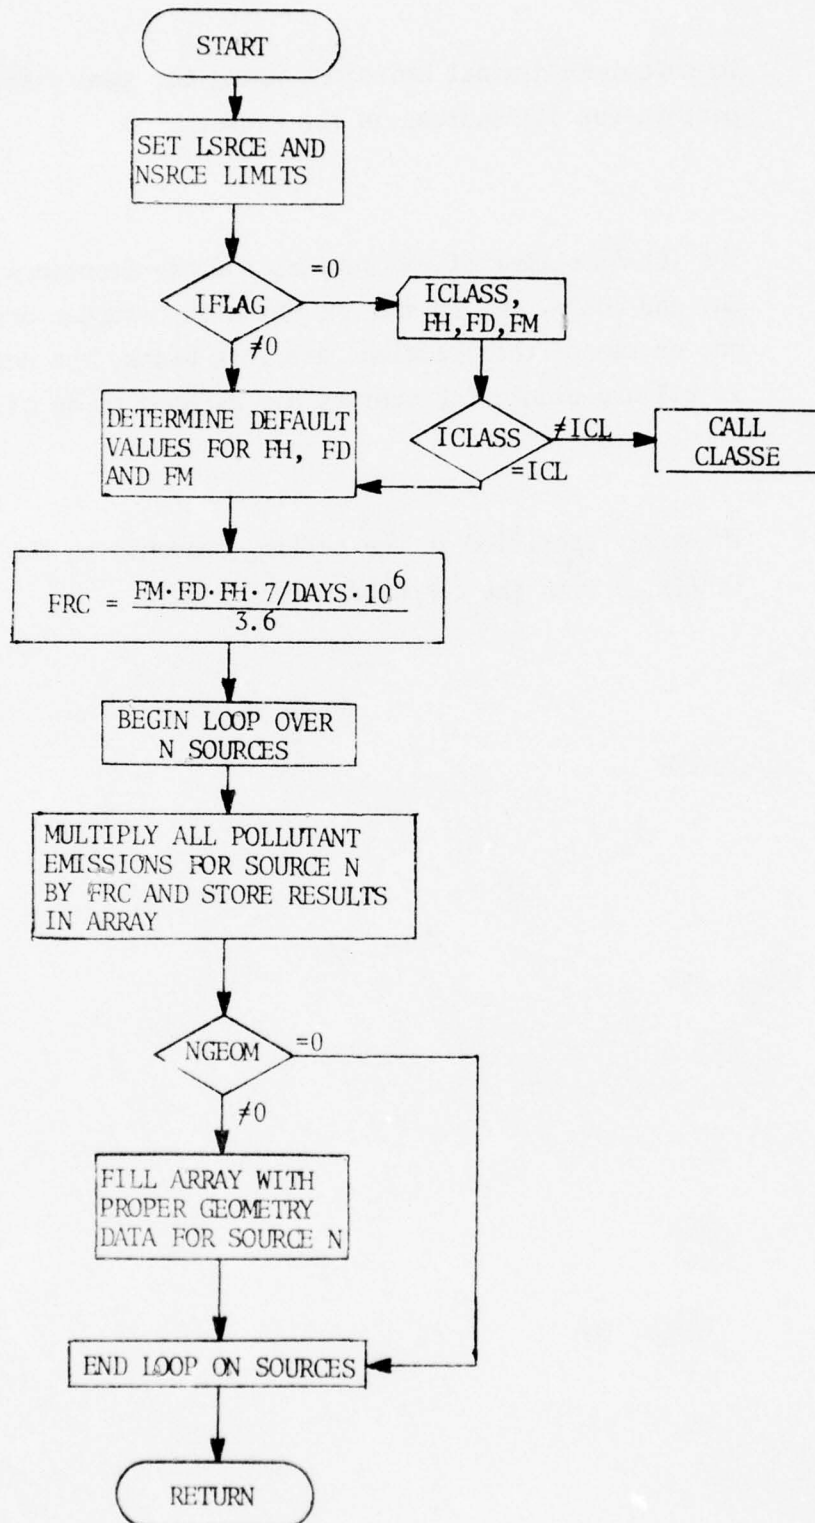 START
SET LSRCE AND
NSRCE LIMITS
IFLAG
=0
≠0
ICLASS,
FH,FD,FM
ICLASS
≠ICL
=ICL
CALL
CLASSE
DETERMINE DEFAULT
VALUES FOR FH, FD
AND FM
FRC = FM·FD·FH·7/DAYS·10⁶
3.6
BEGIN LOOP OVER
N SOURCES
MULTIPLY ALL POLLUTANT
EMISSIONS FOR SOURCE N
BY FRC AND STORE RESULTS
IN ARRAY
NGEOM
=0
≠0
FILL ARRAY WITH
PROPER GEOMETRY
DATA FOR SOURCE N
END LOOP ON SOURCES
RETURN